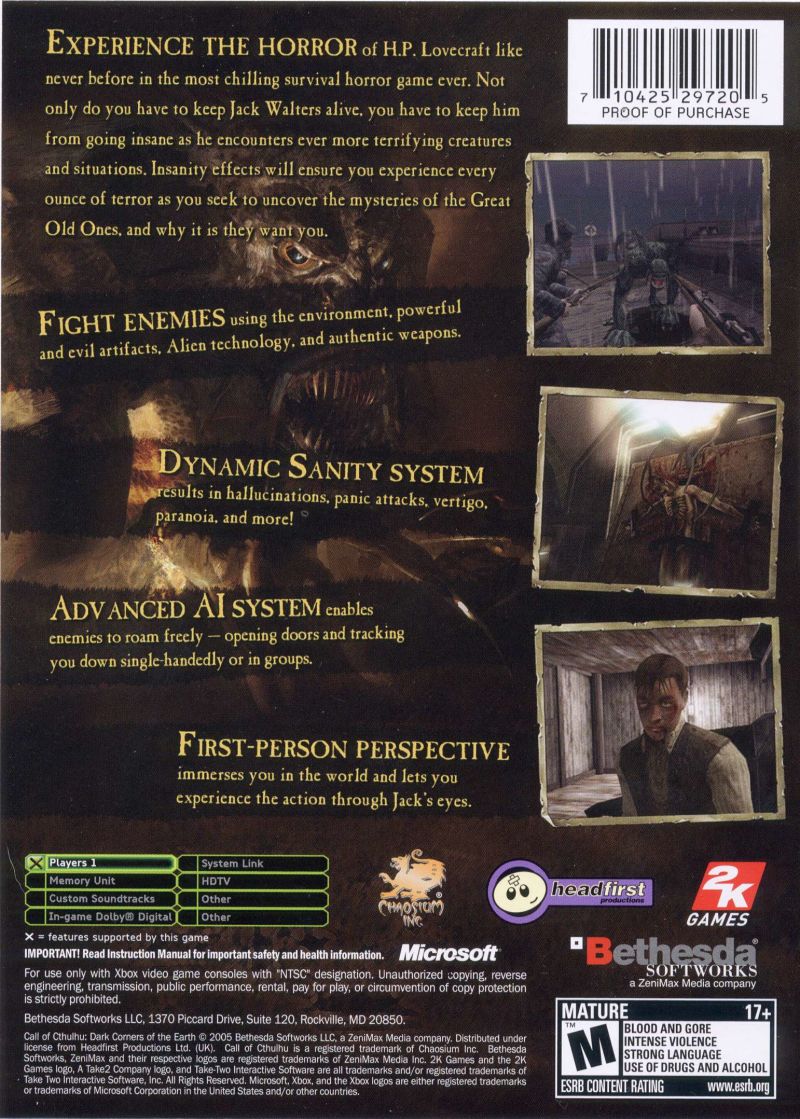 EXPERIENCE THE HORROR of H.P. Lovecraft like
never before in the most chilling survival horror game ever. Not
only do you have to keep Jack Walters alive, you have to keep him
from going insane as he encounters ever more terrifying creatures
and situations. Insanity effects will ensure you experience every
ounce of terror as you seek to uncover the mysteries of the Great
Old Ones, and why it is they want you.
7 10425 29720 5
PROOF OF PURCHASE
FIGHT ENEMIES using the environment, powerful
and evil artifacts, Alien technology, and authentic weapons.
DYNAMIC SANITY SYSTEM
results in hallucinations, panic attacks, vertigo,
paranoia, and more!
ADVANCED AI SYSTEM enables
enemies to roam freely — opening doors and tracking
you down single-handedly or in groups.
FIRST-PERSON PERSPECTIVE
immerses you in the world and lets you
experience the action through Jack's eyes.
X Players 1
System Link
Memory Unit
HDTV
Custom Soundtracks
Other
In-game Dolby® Digital
Other
X = features supported by this game
CHAOSIUM INC.®
headfirst
productions
2K
GAMES
IMPORTANT! Read Instruction Manual for important safety and health information. Microsoft®
For use only with Xbox video game consoles with "NTSC" designation. Unauthorized copying, reverse
engineering, transmission, public performance, rental, pay for play, or circumvention of copy protection
is strictly prohibited.
Bethesda Softworks LLC, 1370 Piccard Drive, Suite 120, Rockville, MD 20850.
Call of Cthulhu: Dark Corners of the Earth © 2005 Bethesda Softworks LLC, a ZeniMax Media company. Distributed under
license from Headfirst Productions Ltd. (UK). Call of Cthulhu is a registered trademark of Chaosium Inc. Bethesda
Softworks, ZeniMax and their respective logos are registered trademarks of ZeniMax Media Inc. 2K Games and the 2K
Games logo, A Take2 Company logo, and Take-Two Interactive Software are all trademarks and/or registered trademarks of
Take Two Interactive Software, Inc. All Rights Reserved. Microsoft, Xbox, and the Xbox logos are either registered trademarks
or trademarks of Microsoft Corporation in the United States and/or other countries.
Bethesda®
SOFTWORKS
a ZeniMax Media company
MATURE 17+
TM
M
BLOOD AND GORE
INTENSE VIOLENCE
STRONG LANGUAGE
USE OF DRUGS AND ALCOHOL
ESRB CONTENT RATING www.esrb.org